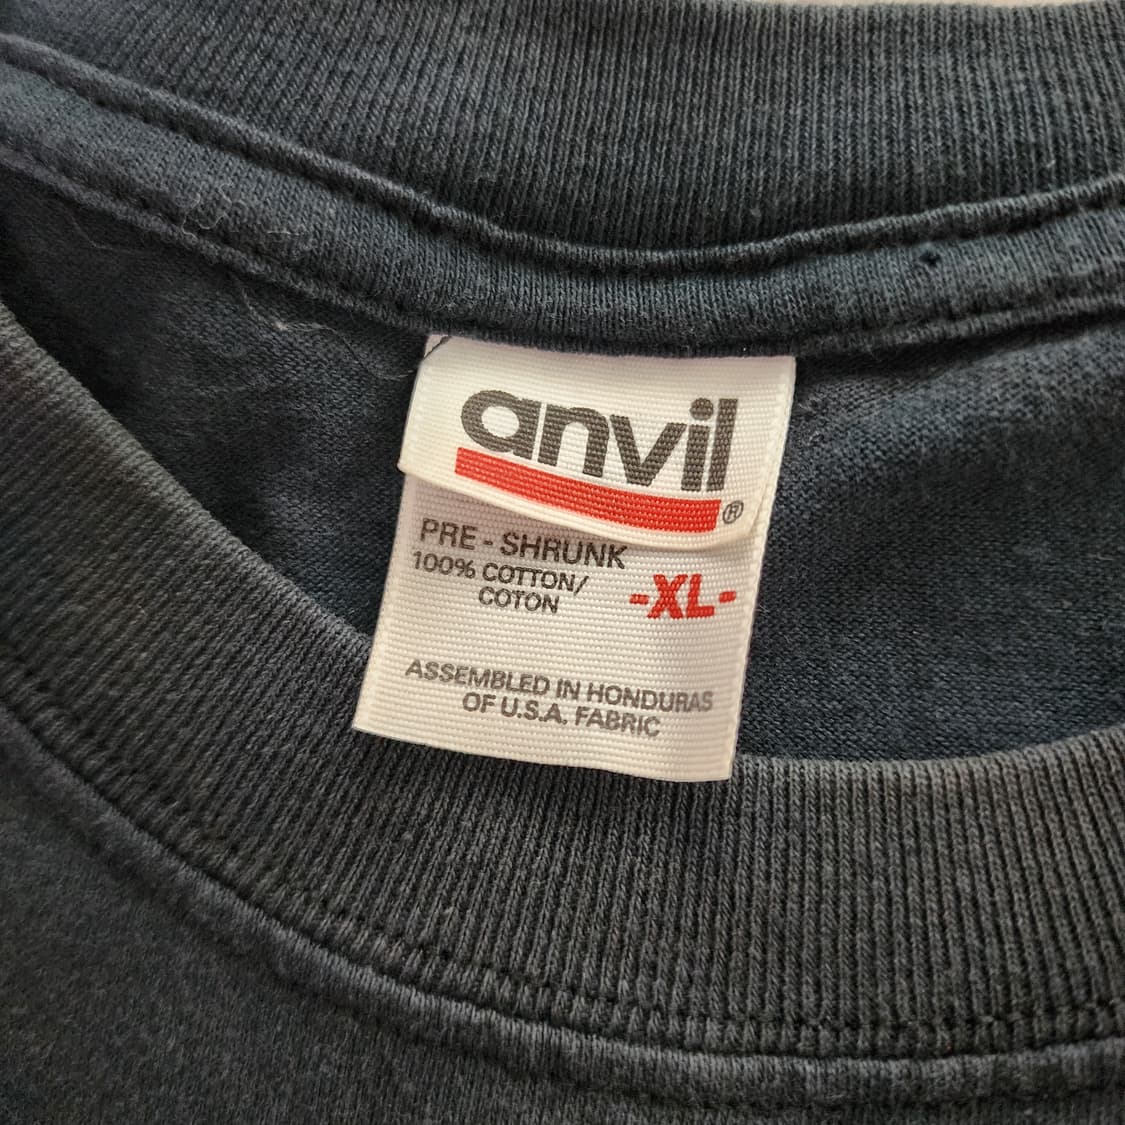 anvil®
PRE - SHRUNK
100% COTTON/
COTON
-XL-
ASSEMBLED IN HONDURAS
OF U.S.A. FABRIC